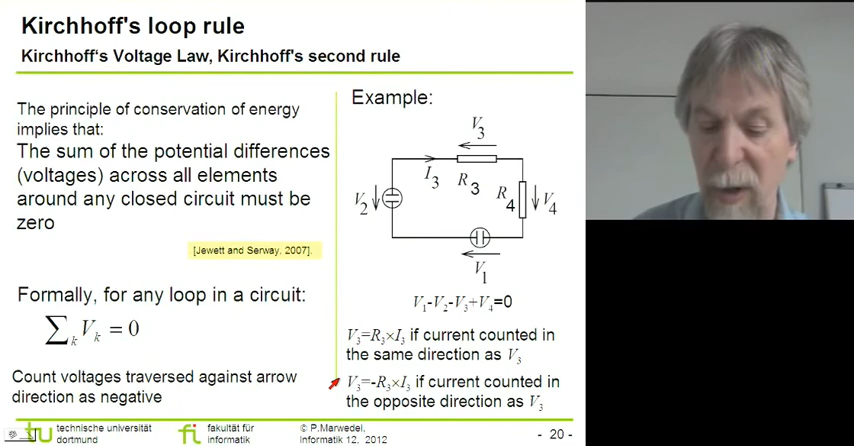 Kirchhoff's loop rule
Kirchhoff's Voltage Law, Kirchhoff's second rule
The principle of conservation of energy
implies that:
The sum of the potential differences
(voltages) across all elements
around any closed circuit must be
zero
[Jewett and Serway, 2007].
Formally, for any loop in a circuit:
∑ₖ Vₖ = 0
Count voltages traversed against arrow
direction as negative
Example:
V₃
I₃ R₃
V₂ R₄ V₄
V₁
V₁-V₂-V₃+V₄=0
V₃=R₃×I₃ if current counted in
the same direction as V₃
V₃=-R₃×I₃ if current counted in
the opposite direction as V₃
technische universität
dortmund
fakultät für
informatik
© P.Marwedel,
Informatik 12, 2012
- 20 -